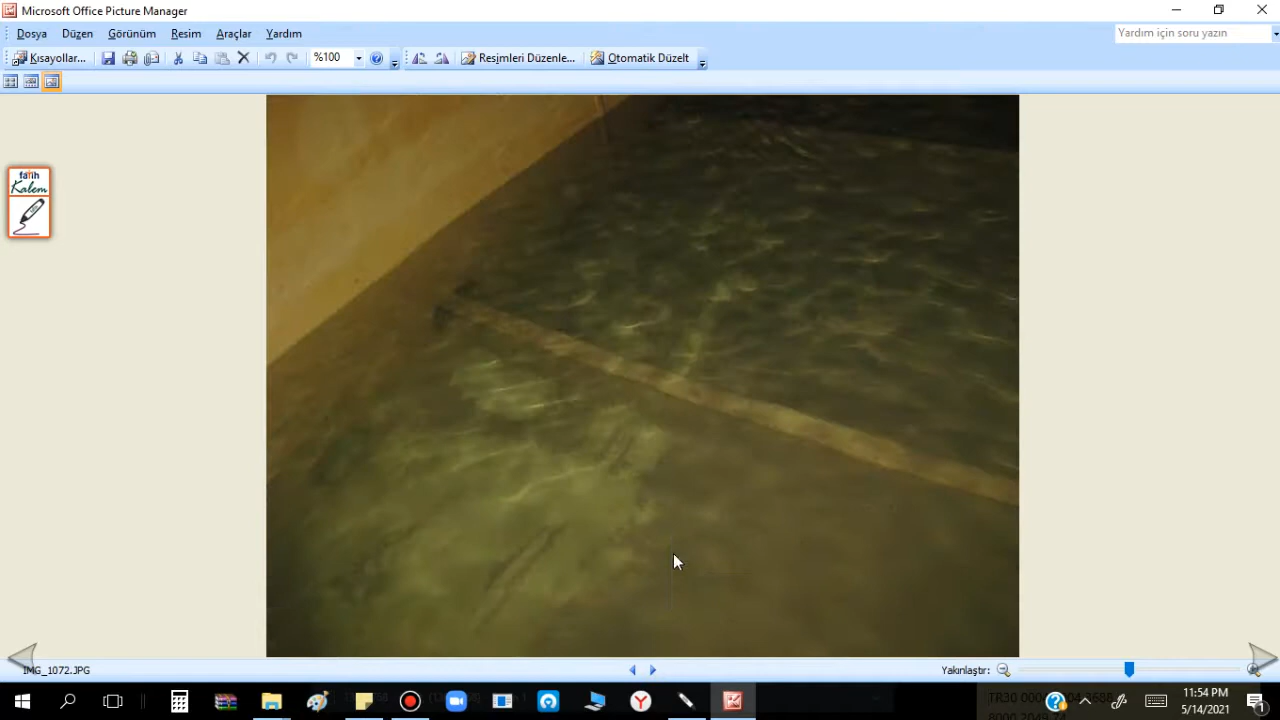 Microsoft Office Picture Manager
Dosya Düzen Görünüm Resim Araçlar Yardım
Yardım için soru yazın
Kısayollar... %100 Resimleri Düzenle... Otomatik Düzelt
fatih
Kalem
IMG_1072.JPG
Yakınlaştır:
11:54 PM
5/14/2021
1